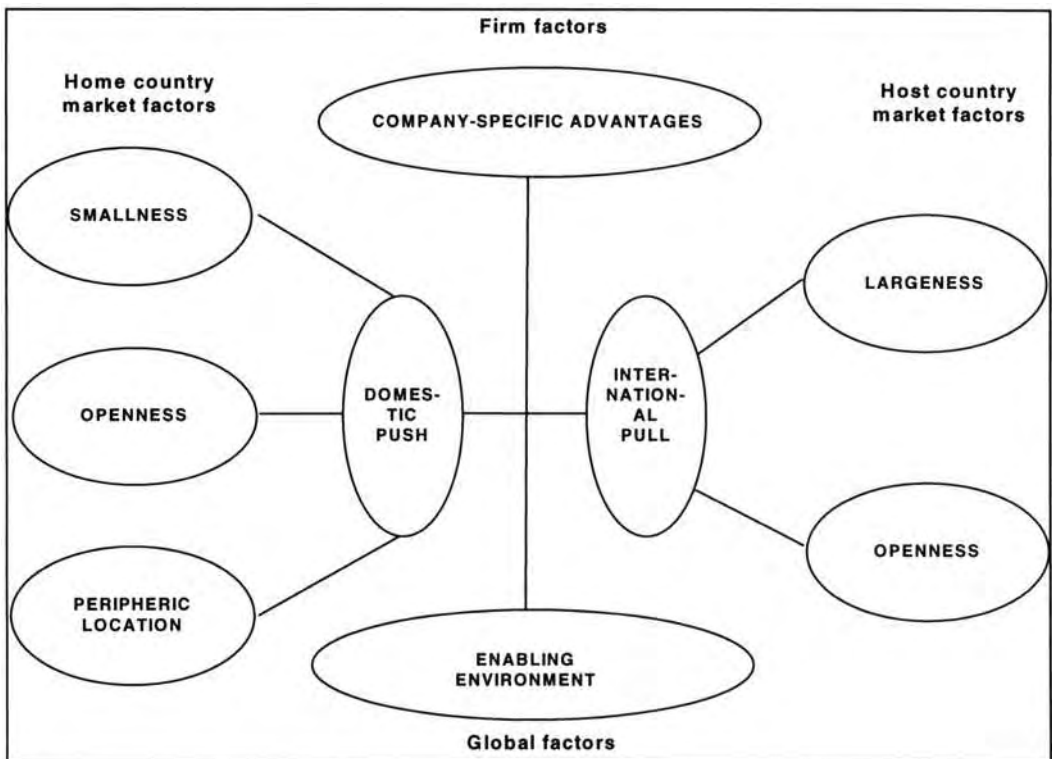 Firm factors
Home country
market factors
Host country
market factors
COMPANY-SPECIFIC ADVANTAGES
SMALLNESS
LARGENESS
OPENNESS
DOMES-
TIC
PUSH
INTER-
NATION-
AL
PULL
OPENNESS
PERIPHERIC
LOCATION
ENABLING
ENVIRONMENT
Global factors